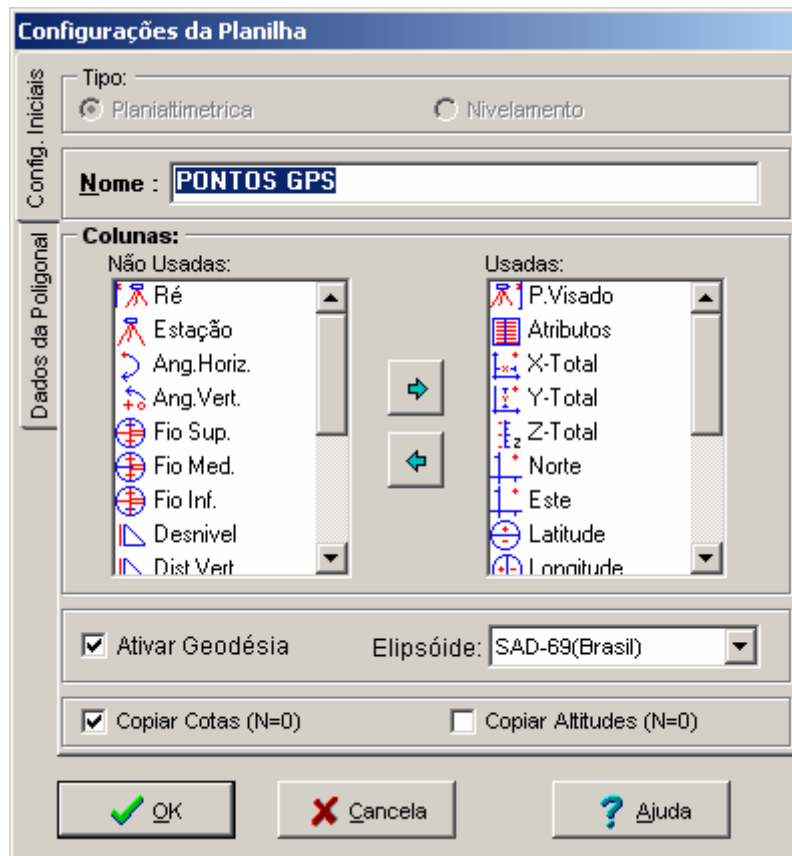 Configurações da Planilha
Config. Iniciais
Dados da Poligonal
Tipo:
Planialtimetrica
Nivelamento
Nome : PONTOS GPS
Colunas:
Não Usadas:
Ré
Estação
Ang.Horiz.
Ang.Vert.
Fio Sup.
Fio Med.
Fio Inf.
Desnivel
Dist.Vert
Usadas:
P.Visado
Atributos
X-Total
Y-Total
Z-Total
Norte
Este
Latitude
Longitude
Ativar Geodésia
Elipsóide: SAD-69(Brasil)
Copiar Cotas (N=0)
Copiar Altitudes (N=0)
OK
Cancela
Ajuda